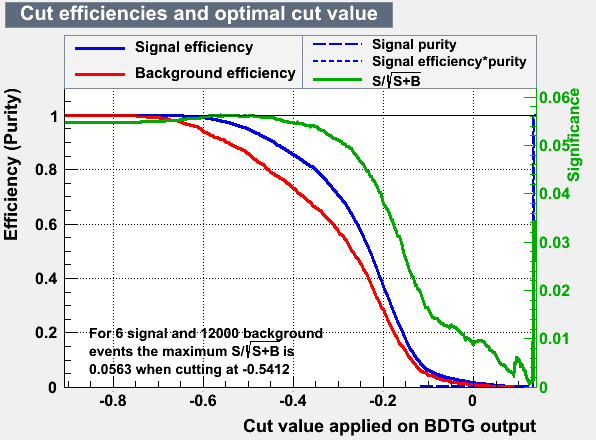 Cut efficiencies and optimal cut value
Signal efficiency
Background efficiency
Signal purity
Signal efficiency*purity
S/√S+B
Efficiency (Purity)
1
0.8
0.6
0.4
0.2
0
0.06
0.05
0.04
0.03
0.02
0.01
0
Significance
For 6 signal and 12000 background
events the maximum S/√S+B is
0.0563 when cutting at -0.5412
-0.8 -0.6 -0.4 -0.2 0
Cut value applied on BDTG output